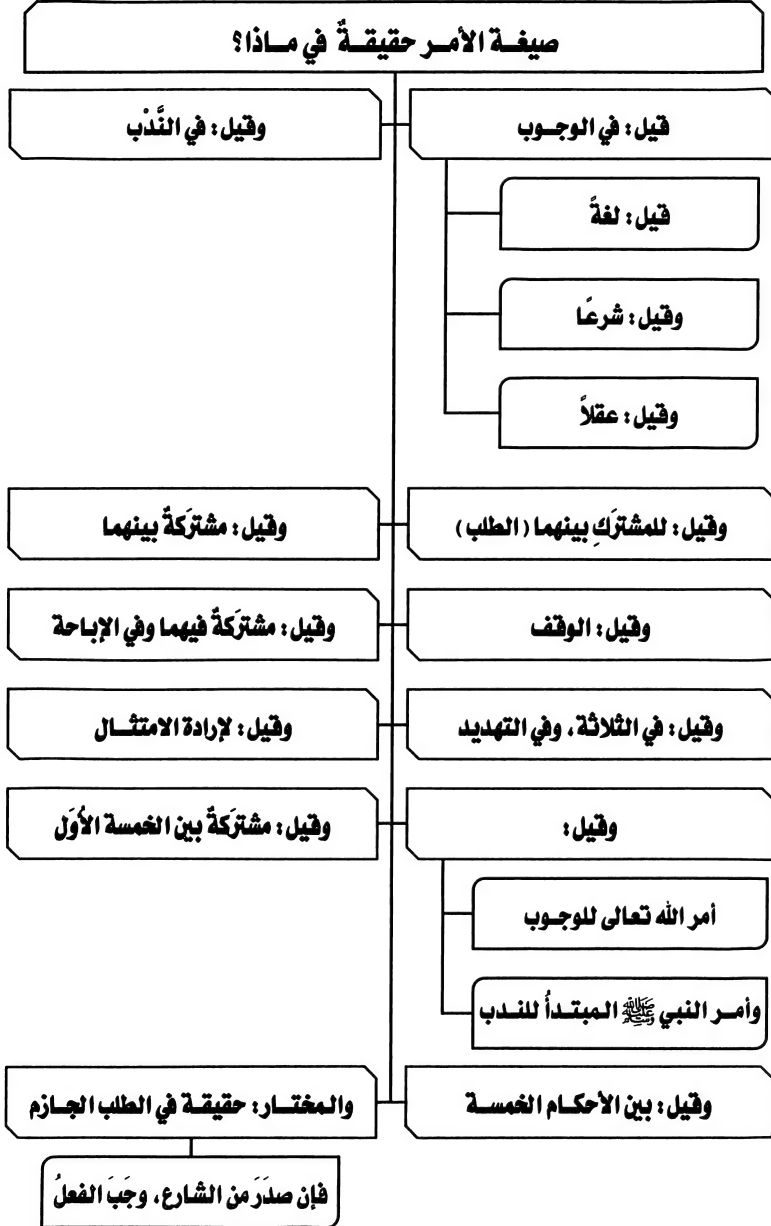 صيغة الأمر حقيقةٌ في ماذا؟
قيل: في الوجوب
وقيل: في النَّدْب
قيل: لغةً
وقيل: شرعًا
وقيل: عقلاً
وقيل: للمشترَكِ بينهما (الطلب)
وقيل: مشترَكةٌ بينهما
وقيل: الوقف
وقيل: مشترَكةٌ فيهما وفي الإباحة
وقيل: في الثلاثة، وفي التهديد
وقيل: لإرادة الامتثال
وقيل:
وقيل: مشترَكةٌ بين الخمسة الأُوَل
أمر الله تعالى للوجوب
وأمر النبي ﷺ المبتدأُ للندب
وقيل: بين الأحكام الخمسة
والمختار: حقيقة في الطلب الجازم
فإن صدَرَ من الشارع، وجَبَ الفعلُ